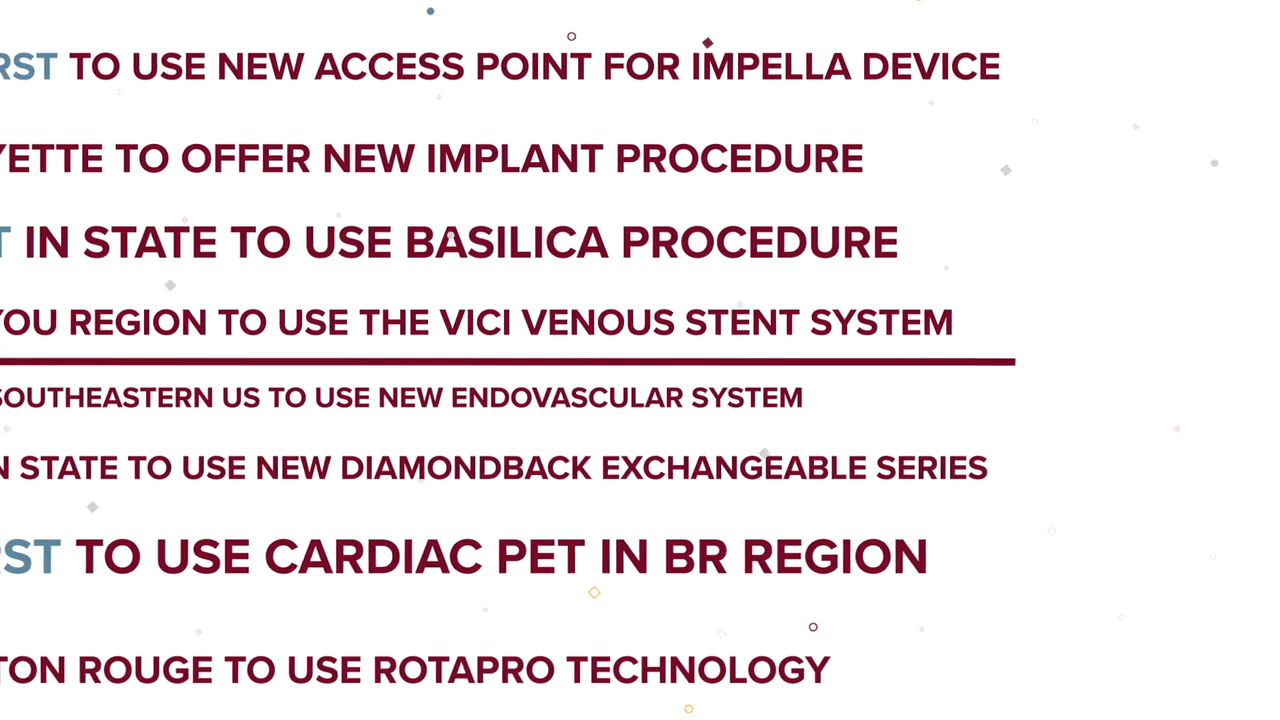 RST TO USE NEW ACCESS POINT FOR IMPELLA DEVICE
YETTE TO OFFER NEW IMPLANT PROCEDURE
T IN STATE TO USE BASILICA PROCEDURE
YOU REGION TO USE THE VICI VENOUS STENT SYSTEM
SOUTHEASTERN US TO USE NEW ENDOVASCULAR SYSTEM
N STATE TO USE NEW DIAMONDBACK EXCHANGEABLE SERIES
RST TO USE CARDIAC PET IN BR REGION
TON ROUGE TO USE ROTAPRO TECHNOLOGY